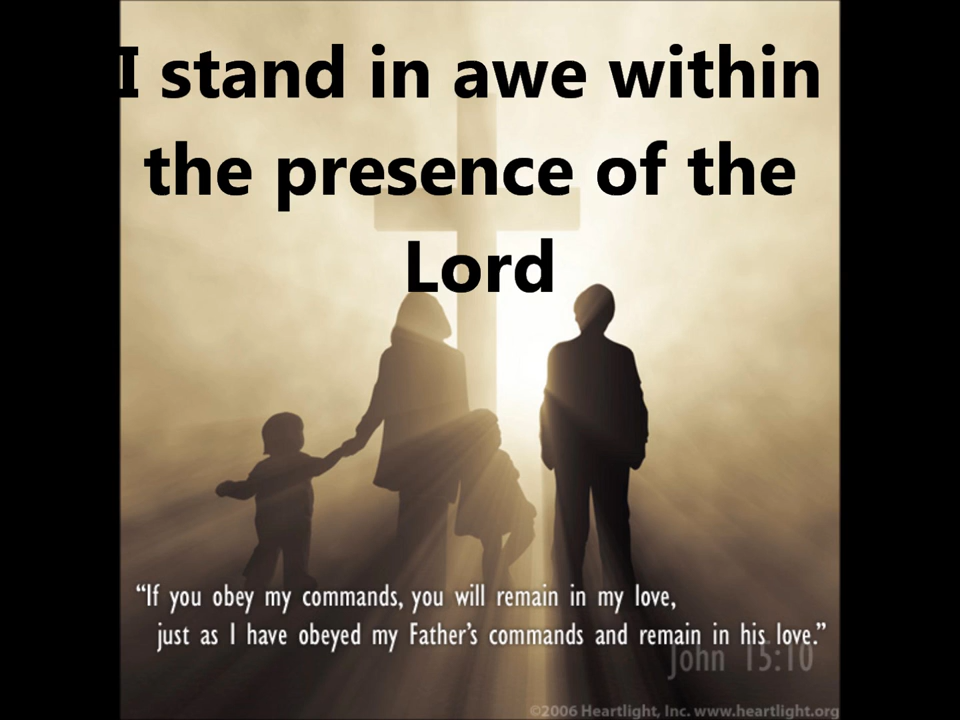 I stand in awe within
the presence of the
Lord
“If you obey my commands, you will remain in my love,
just as I have obeyed my Father’s commands and remain in his love.”
John 15:10
©2006 Heartlight, Inc. www.heartlight.org